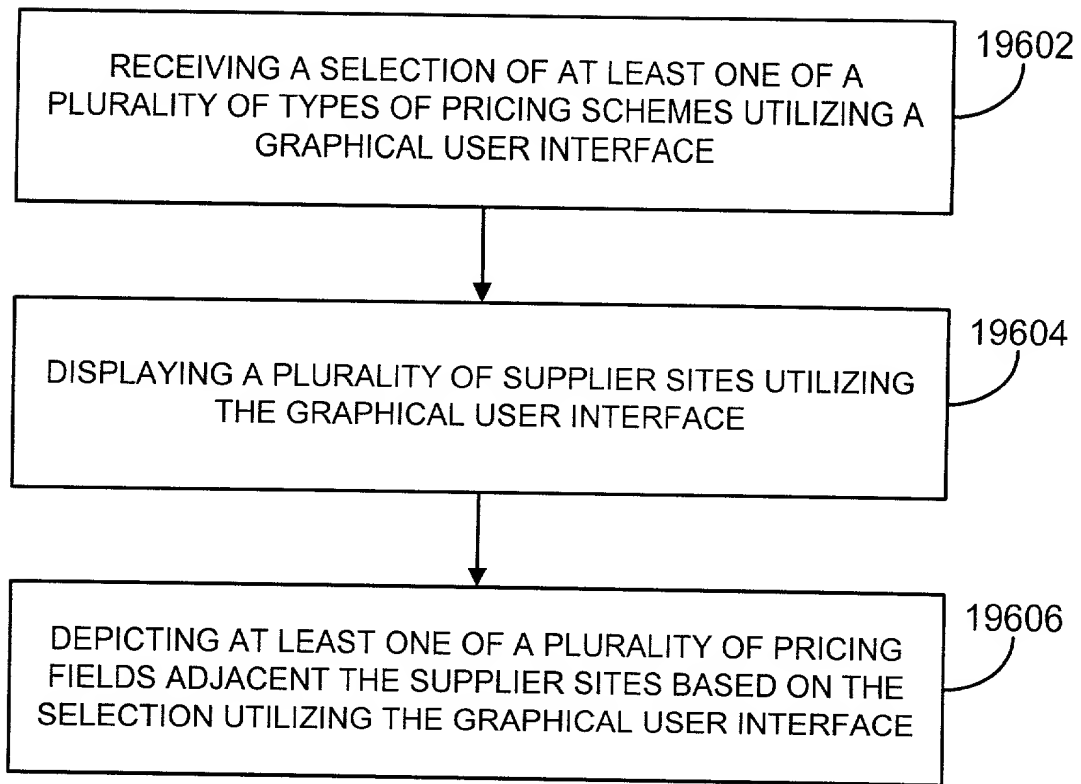 19602
RECEIVING A SELECTION OF AT LEAST ONE OF A
PLURALITY OF TYPES OF PRICING SCHEMES UTILIZING A
GRAPHICAL USER INTERFACE
19604
DISPLAYING A PLURALITY OF SUPPLIER SITES UTILIZING
THE GRAPHICAL USER INTERFACE
19606
DEPICTING AT LEAST ONE OF A PLURALITY OF PRICING
FIELDS ADJACENT THE SUPPLIER SITES BASED ON THE
SELECTION UTILIZING THE GRAPHICAL USER INTERFACE